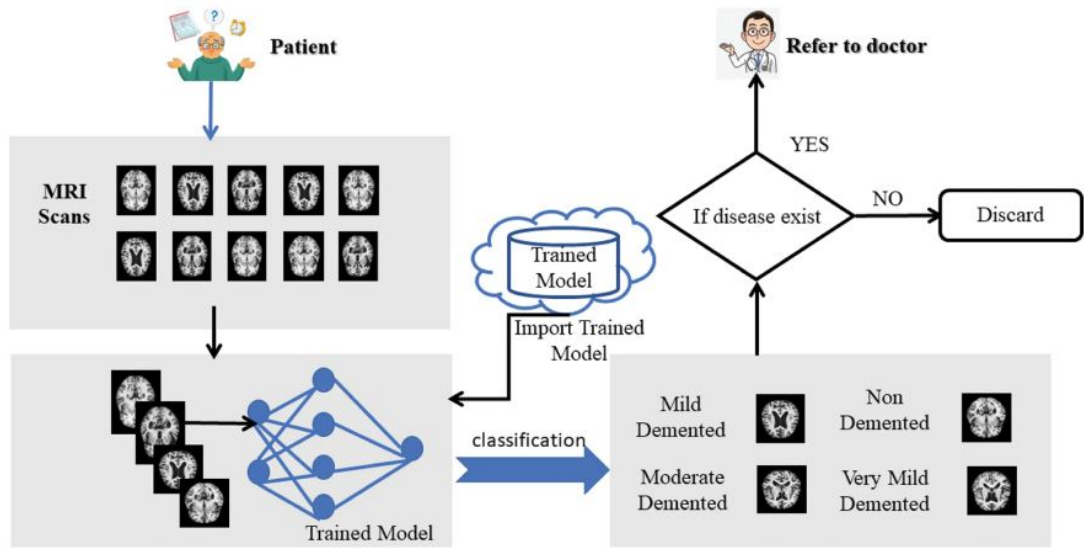 Patient
Refer to doctor
MRI
Scans
YES
If disease exist
NO
Discard
Trained
Model
Import Trained
Model
Trained Model
classification
Mild
Demented
Non
Demented
Moderate
Demented
Very Mild
Demented